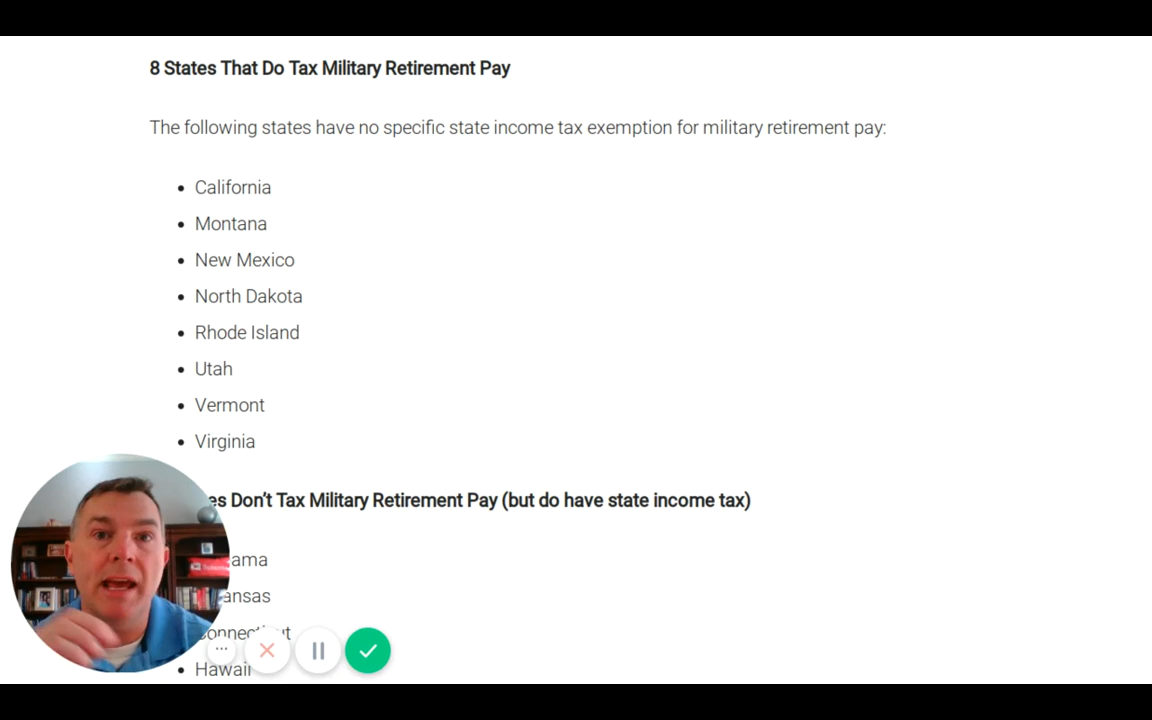 8 States That Do Tax Military Retirement Pay
The following states have no specific state income tax exemption for military retirement pay:
California
Montana
New Mexico
North Dakota
Rhode Island
Utah
Vermont
Virginia
Don't Tax Military Retirement Pay (but do have state income tax)
Hawaii